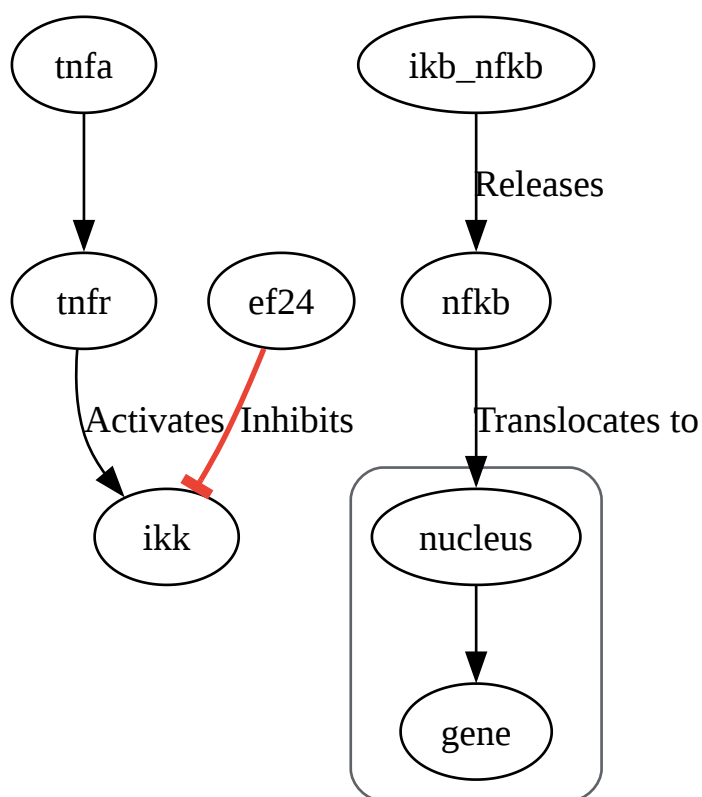 tnfa
ikb_nfkb
Releases
tnfr
ef24
nfkb
Activates
Inhibits
Translocates to
ikk
nucleus
gene